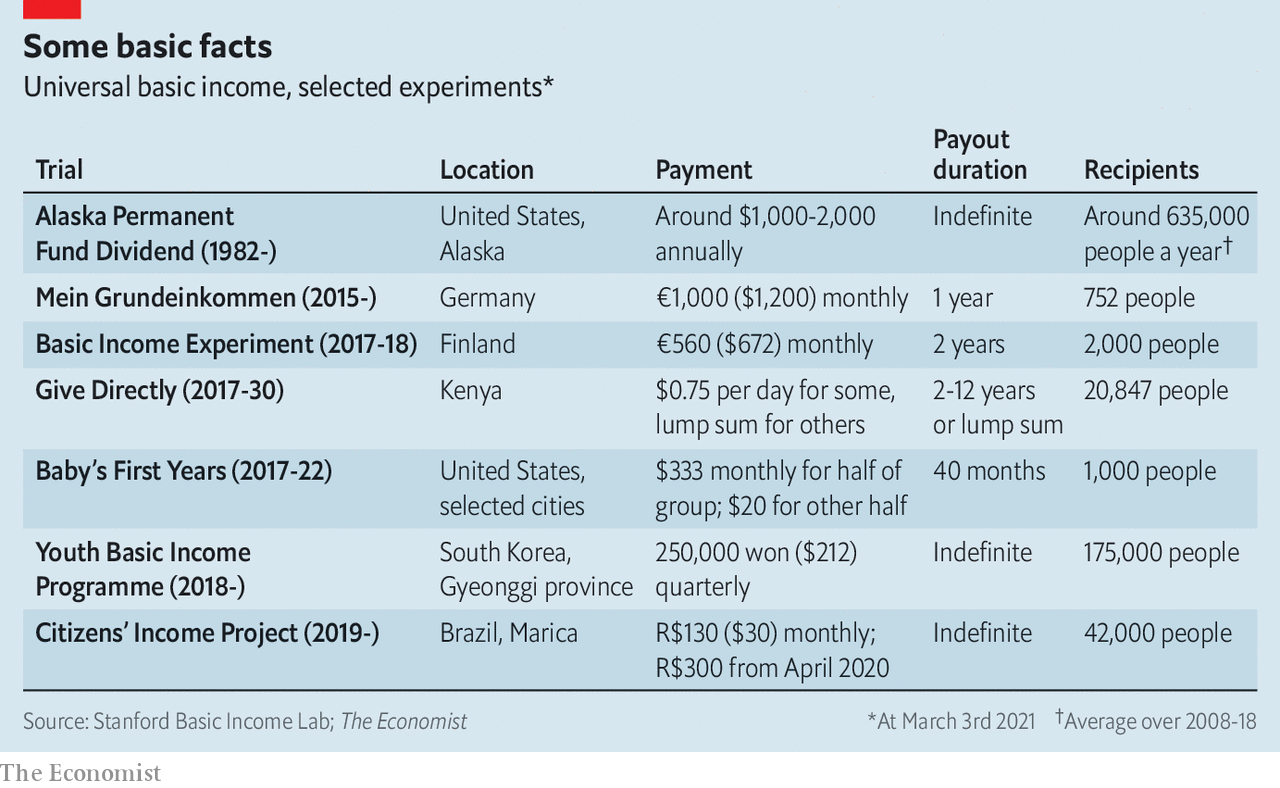 Some basic facts
Universal basic income, selected experiments*
Trial Location Payment Payout duration Recipients
Alaska Permanent United States, Around $1,000-2,000 Indefinite Around 635,000
Fund Dividend (1982-) Alaska annually people a year†
Mein Grundeinkommen (2015-) Germany €1,000 ($1,200) monthly 1 year 752 people
Basic Income Experiment (2017-18) Finland €560 ($672) monthly 2 years 2,000 people
Give Directly (2017-30) Kenya $0.75 per day for some, 2-12 years 20,847 people
lump sum for others or lump sum
Baby’s First Years (2017-22) United States, $333 monthly for half of 40 months 1,000 people
selected cities group; $20 for other half
Youth Basic Income South Korea, 250,000 won ($212) Indefinite 175,000 people
Programme (2018-) Gyeonggi province quarterly
Citizens’ Income Project (2019-) Brazil, Marica R$130 ($30) monthly; Indefinite 42,000 people
R$300 from April 2020
Source: Stanford Basic Income Lab; The Economist *At March 3rd 2021 †Average over 2008-18
The Economist